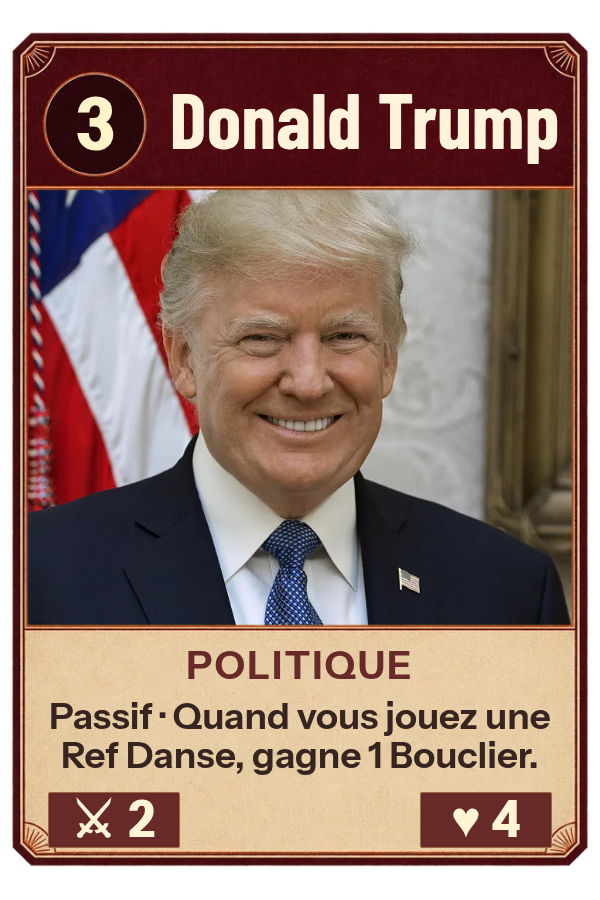 3
Donald Trump
POLITIQUE
Passif · Quand vous jouez une
Ref Danse, gagne 1 Bouclier.
⚔ 2
♥ 4